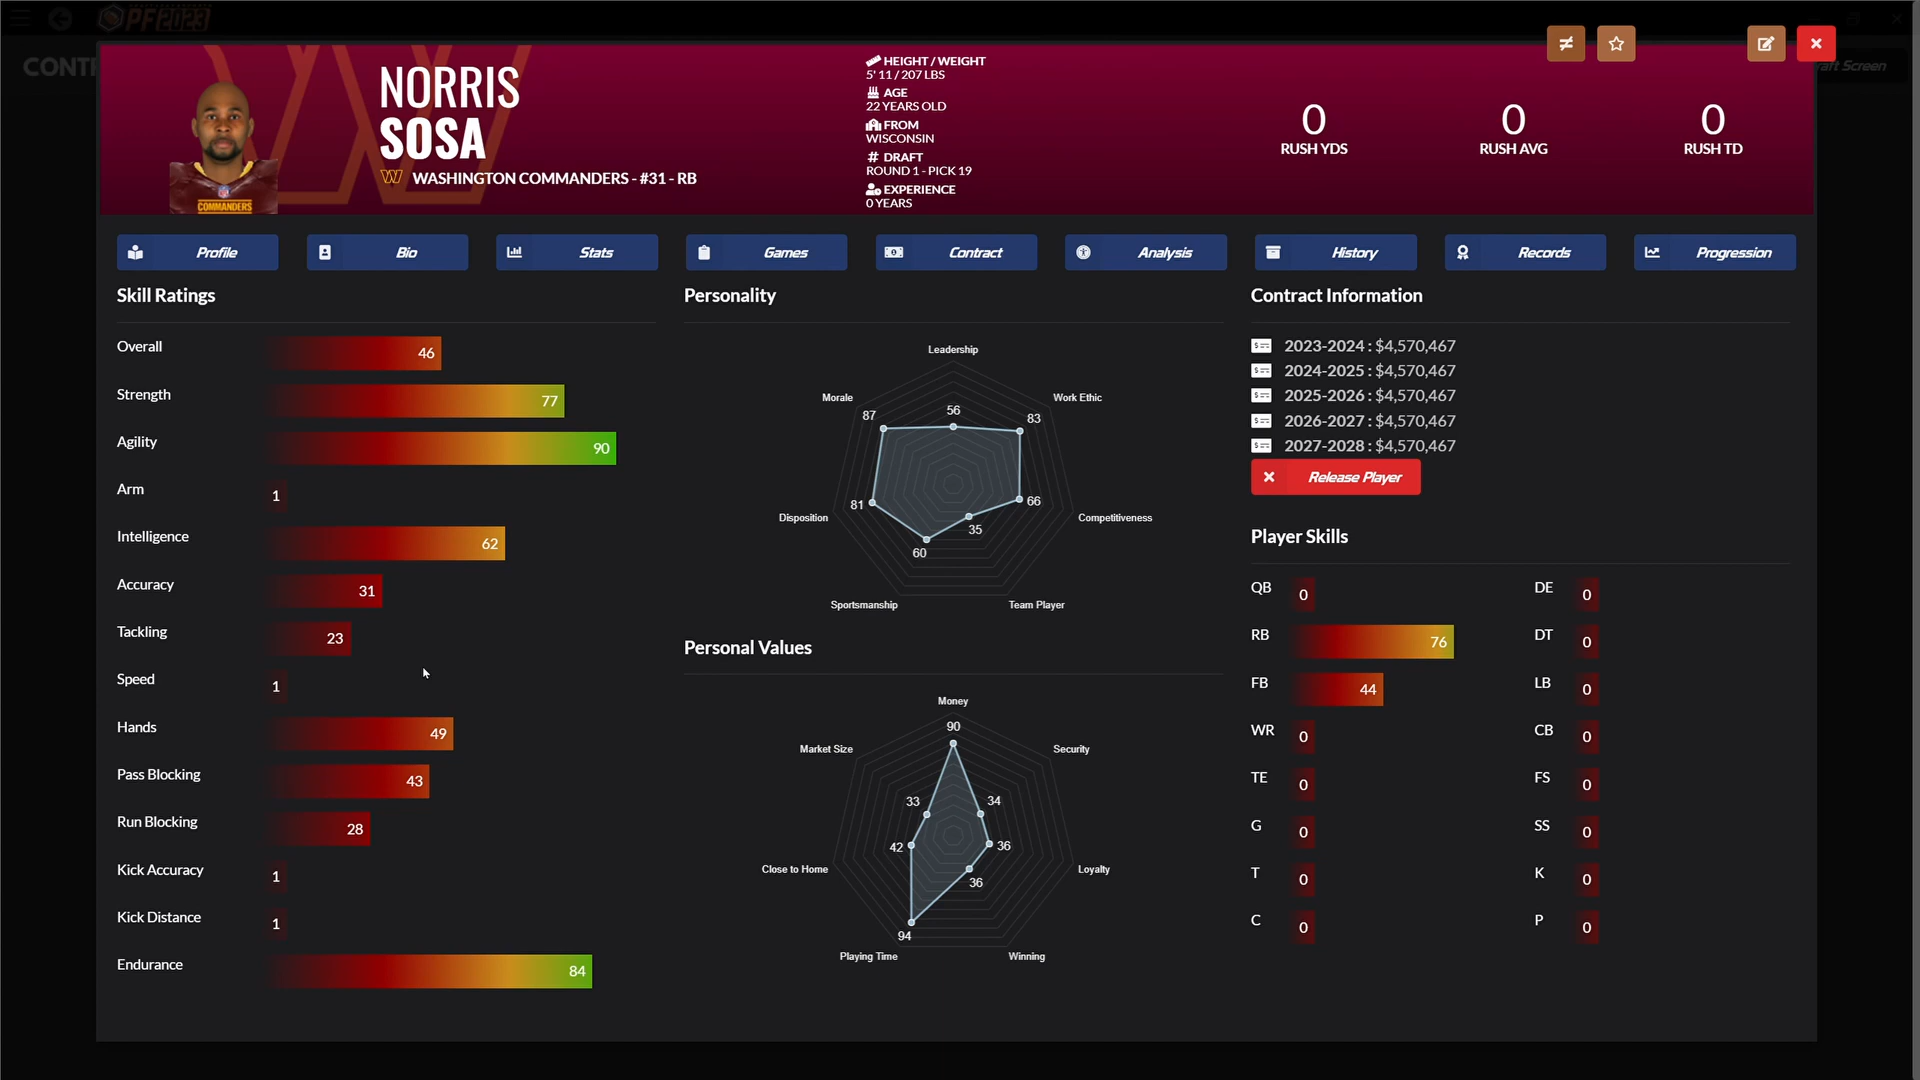 PF2023
CONT
aft Screen
NORRIS
SOSA
WASHINGTON COMMANDERS - #31 - RB
COMMANDERS
HEIGHT / WEIGHT
5' 11 / 207 LBS
AGE
22 YEARS OLD
FROM
WISCONSIN
# DRAFT
ROUND 1 - PICK 19
EXPERIENCE
0 YEARS
0
RUSH YDS
0
RUSH AVG
0
RUSH TD
Profile
Bio
Stats
Games
Contract
Analysis
History
Records
Progression
Skill Ratings
Overall 46
Strength 77
Agility 90
Arm 1
Intelligence 62
Accuracy 31
Tackling 23
Speed 1
Hands 49
Pass Blocking 43
Run Blocking 28
Kick Accuracy 1
Kick Distance 1
Endurance 84
Personality
Leadership
56
Morale
87
Work Ethic
83
Disposition
81
Competitiveness
66
Sportsmanship
60
Team Player
35
Personal Values
Money
90
Market Size
33
Security
34
Close to Home
42
Loyalty
36
Playing Time
94
Winning
36
Contract Information
2023-2024 : $4,570,467
2024-2025 : $4,570,467
2025-2026 : $4,570,467
2026-2027 : $4,570,467
2027-2028 : $4,570,467
Release Player
Player Skills
QB 0 DE 0
RB 76 DT 0
FB 44 LB 0
WR 0 CB 0
TE 0 FS 0
G 0 SS 0
T 0 K 0
C 0 P 0